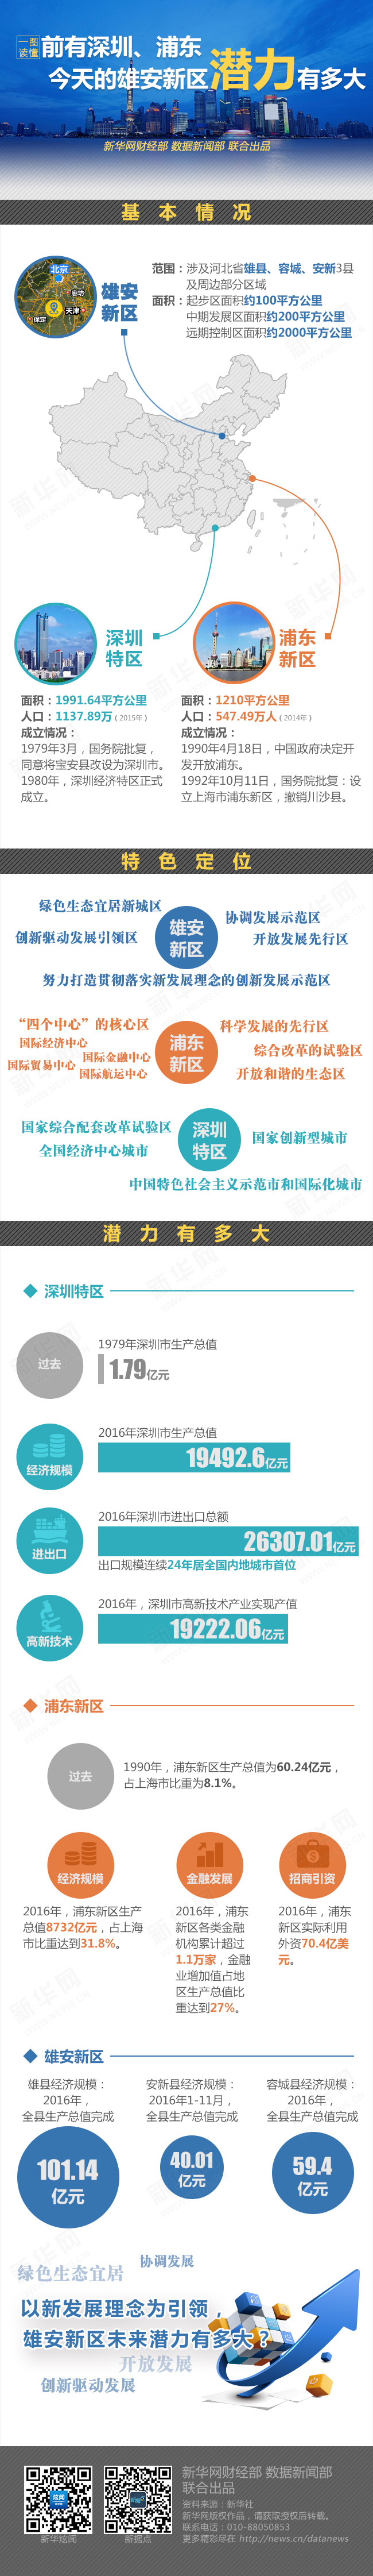 一图读懂
前有深圳、浦东
今天的雄安新区潜力有多大
新华网财经部 数据新闻部 联合出品
基本情况
北京
廊坊
天津
保定
雄安
新区
范围：涉及河北省雄县、容城、安新3县
及周边部分区域
面积：起步区面积约100平方公里
中期发展区面积约200平方公里
远期控制区面积约2000平方公里
深圳
特区
面积：1991.64平方公里
人口：1137.89万（2015年）
成立情况：
1979年3月，国务院批复，
同意将宝安县改设为深圳市。
1980年，深圳经济特区正式
成立。
浦东
新区
面积：1210平方公里
人口：547.49万人（2014年）
成立情况：
1990年4月18日，中国政府决定开
发开放浦东。
1992年10月11日，国务院批复：设
立上海市浦东新区，撤销川沙县。
特色定位
绿色生态宜居新城区
创新驱动发展引领区
雄安
新区
协调发展示范区
开放发展先行区
努力打造贯彻落实新发展理念的创新发展示范区
“四个中心”的核心区
国际经济中心
国际金融中心
国际贸易中心
国际航运中心
浦东
新区
科学发展的先行区
综合改革的试验区
开放和谐的生态区
国家综合配套改革试验区
全国经济中心城市
深圳
特区
国家创新型城市
中国特色社会主义示范市和国际化城市
潜力有多大
深圳特区
过去
1979年深圳市生产总值
1.79亿元
经济规模
2016年深圳市生产总值
19492.6亿元
进出口
2016年深圳市进出口总额
26307.01亿元
出口规模连续24年居全国内地城市首位
高新技术
2016年，深圳市高新技术产业实现产值
19222.06亿元
浦东新区
过去
1990年，浦东新区生产总值为60.24亿元，
占上海市比重为8.1%。
经济规模
2016年，浦东新区生产
总值8732亿元，占上海
市比重达到31.8%。
金融发展
2016年，浦东
新区各类金融
机构累计超过
1.1万家，金融
业增加值占地
区生产总值比
重达到27%。
招商引资
2016年，浦东
新区实际利用
外资70.4亿美
元。
雄安新区
雄县经济规模：
2016年，
全县生产总值完成
101.14
亿元
安新县经济规模：
2016年1-11月，
全县生产总值完成
40.01
亿元
容城县经济规模：
2016年，
全县生产总值完成
59.4
亿元
绿色生态宜居
协调发展
以新发展理念为引领，
雄安新区未来潜力有多大？
开放发展
创新驱动发展
新华炫闻
新据点
新华网财经部 数据新闻部
联合出品
资料来源：新华社
新华网版权作品，请获取授权后转载。
联系电话：010-88050853
更多精彩尽在 http://news.cn/datanews